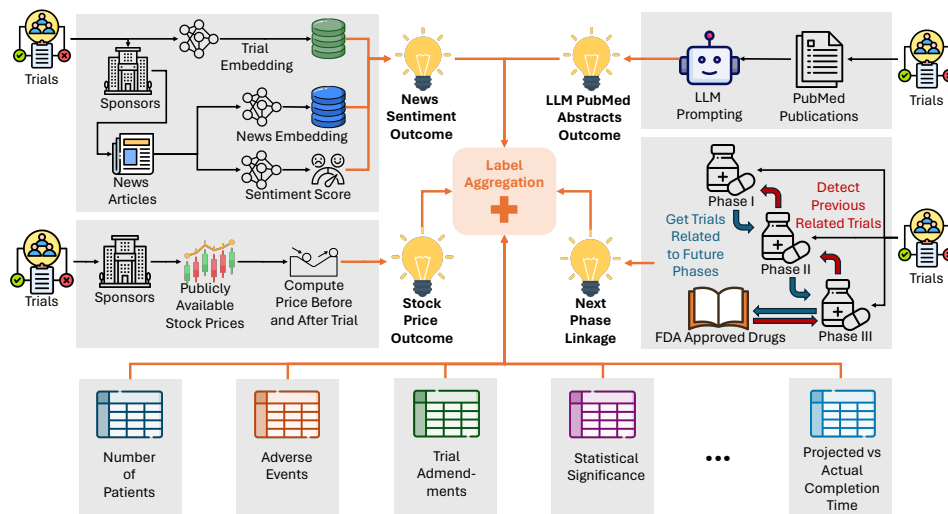 Trials
Sponsors
Trial
Embedding
News
Articles
News Embedding
Sentiment Score
News
Sentiment
Outcome
LLM PubMed
Abstracts
Outcome
LLM
Prompting
PubMed
Publications
Trials
Label
Aggregation
Phase I
Detect
Previous
Related Trials
Get Trials
Related
to Future
Phases
Phase II
FDA Approved Drugs
Phase III
Trials
Trials
Sponsors
Publicly
Available
Stock Prices
Compute
Price Before
and After Trial
Stock
Price
Outcome
Next
Phase
Linkage
Number
of
Patients
Adverse
Events
Trial
Admend-
ments
Statistical
Significance
...
Projected vs
Actual
Completion
Time